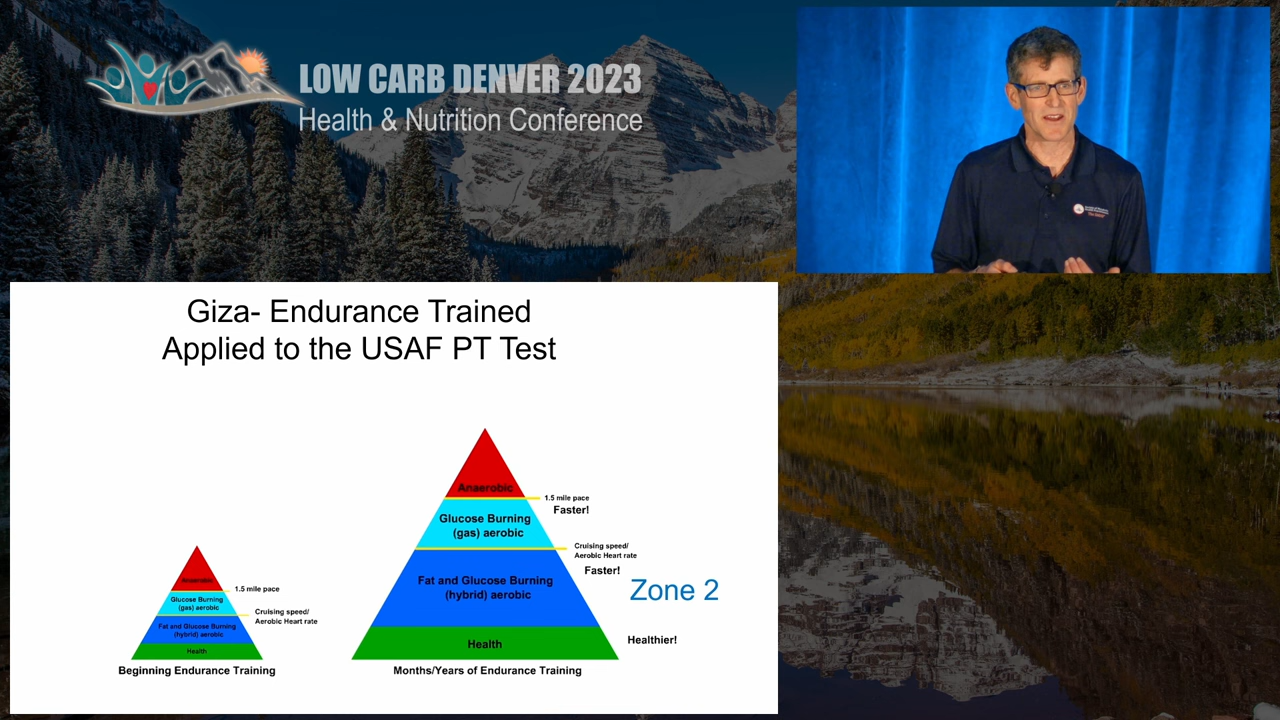 LOW CARB DENVER 2023
Health & Nutrition Conference
Giza- Endurance Trained
Applied to the USAF PT Test
Anaerobic
1.5 mile pace
Glucose Burning
(gas) aerobic
Cruising speed/
Aerobic Heart rate
Fat and Glucose Burning
(hybrid) aerobic
Health
Beginning Endurance Training
Anaerobic
1.5 mile pace
Faster!
Glucose Burning
(gas) aerobic
Cruising speed/
Aerobic Heart rate
Faster!
Fat and Glucose Burning
(hybrid) aerobic
Zone 2
Health
Healthier!
Months/Years of Endurance Training